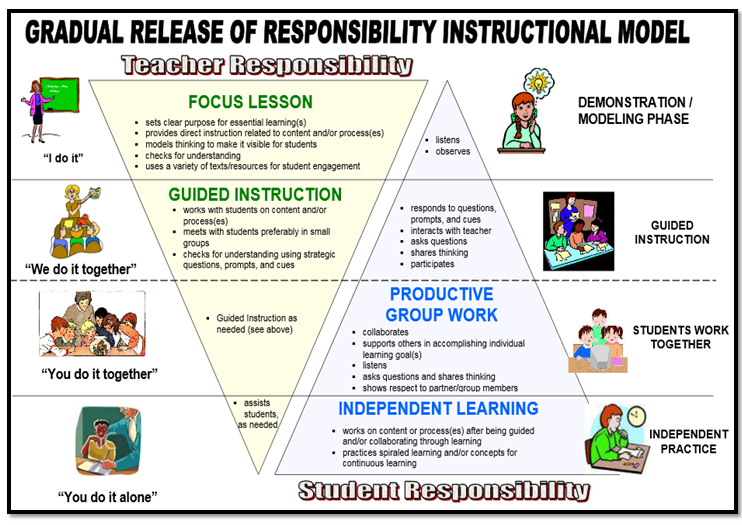 GRADUAL RELEASE OF RESPONSIBILITY INSTRUCTIONAL MODEL
Teacher Responsibility
FOCUS LESSON
▪ sets clear purpose for essential learning(s)
▪ provides direct instruction related to content and/or process(es)
▪ models thinking to make it visible for students
▪ checks for understanding
▪ uses a variety of texts/resources for student engagement
"I do it"
▪ listens
▪ observes
DEMONSTRATION /
MODELING PHASE
GUIDED INSTRUCTION
▪ works with students on content and/or
process(es)
▪ meets with students preferably in small
groups
▪ checks for understanding using strategic
questions, prompts, and cues
"We do it together"
▪ responds to questions,
prompts, and cues
▪ interacts with teacher
▪ asks questions
▪ shares thinking
▪ participates
GUIDED
INSTRUCTION
▪ Guided Instruction as
needed (see above)
"You do it together"
PRODUCTIVE
GROUP WORK
▪ collaborates
▪ supports others in accomplishing individual
learning goal(s)
▪ listens
▪ asks questions and shares thinking
▪ shows respect to partner/group members
STUDENTS WORK
TOGETHER
▪ assists
students,
as needed
"You do it alone"
INDEPENDENT LEARNING
▪ works on content or process(es) after being guided
and/or collaborating through learning
▪ practices spiraled learning and/or concepts for
continuous learning
INDEPENDENT
PRACTICE
Student Responsibility